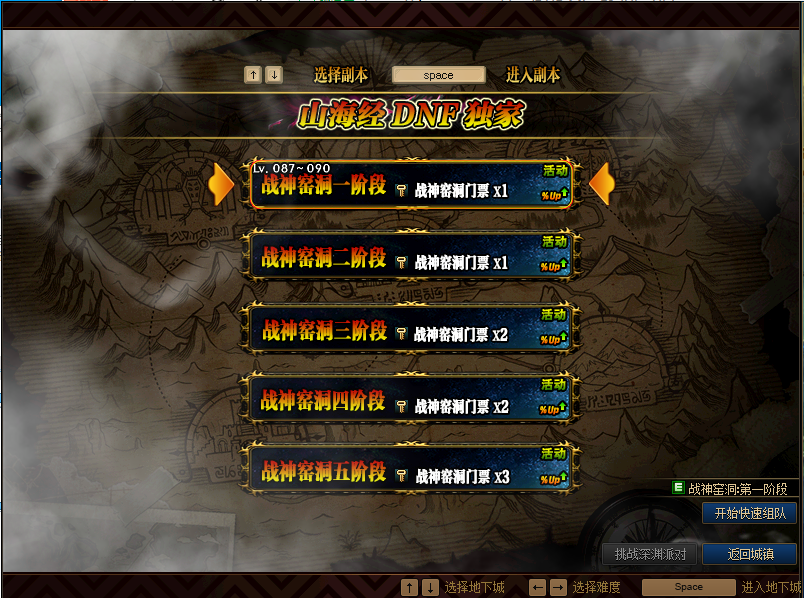 ↑ ↓ 选择副本 space 进入副本
山海经 DNF 独家
Lv. 087~090
活动
战神窑洞一阶段 战神窑洞门票 x1
%Up
活动
战神窑洞二阶段 战神窑洞门票 x1
%Up
活动
战神窑洞三阶段 战神窑洞门票 x2
%Up
活动
战神窑洞四阶段 战神窑洞门票 x2
%Up
活动
战神窑洞五阶段 战神窑洞门票 x3
%Up
E 战神窑洞:第一阶段
开始快速组队
挑战深渊派对 返回城镇
↑ ↓ 选择地下城 ← → 选择难度 Space 进入地下城